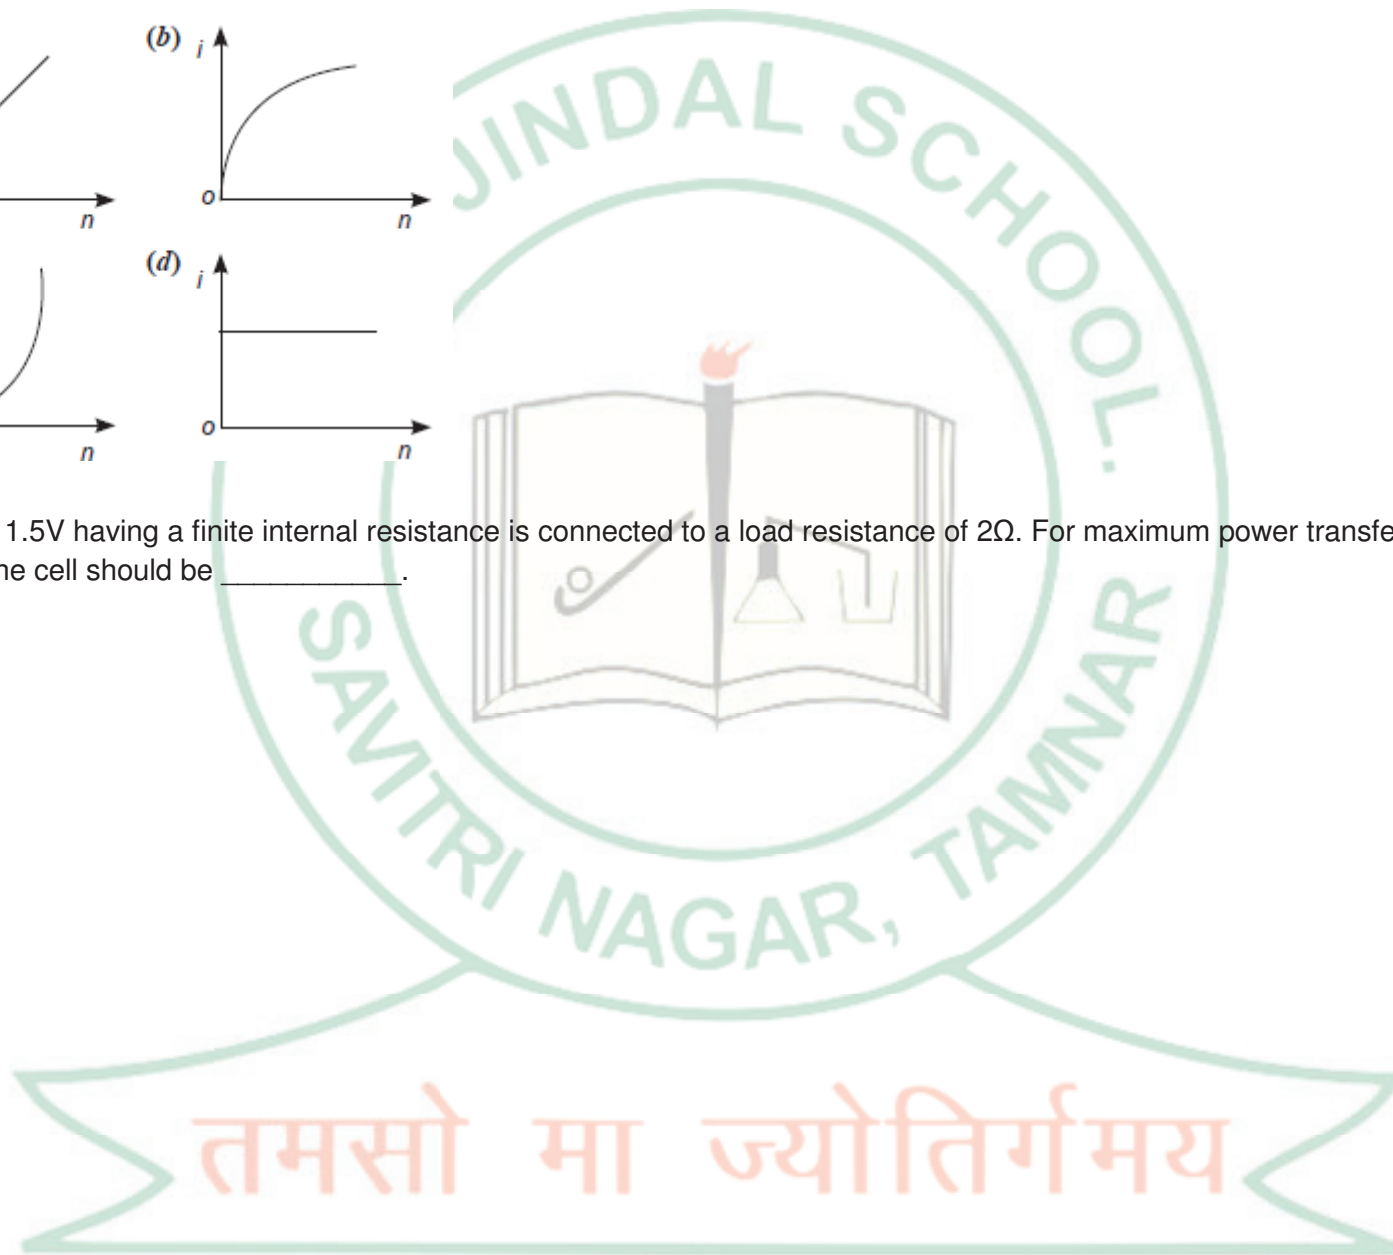 (b) i
o n
n
(d) i
o n
n
1.5V having a finite internal resistance is connected to a load resistance of 2Ω. For maximum power transfe
he cell should be ___________.
JINDAL SCHOOL.
SAVITRI NAGAR, TAMNAR
तमसो मा ज्योतिर्गमय